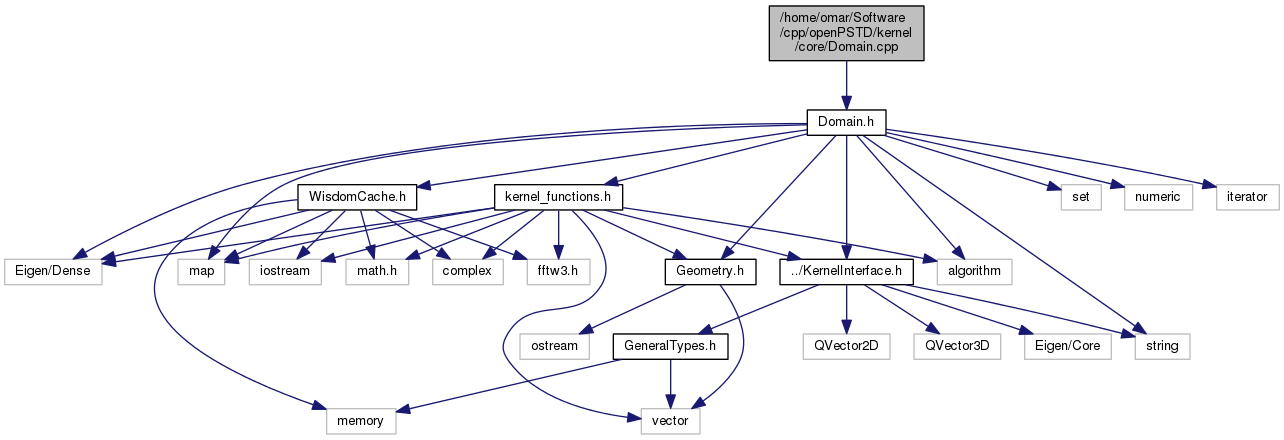 /home/omar/Software
/cpp/openPSTD/kernel
/core/Domain.cpp
Domain.h
WisdomCache.h
kernel_functions.h
set
numeric
iterator
Eigen/Dense
map
iostream
math.h
complex
fftw3.h
Geometry.h
../KernelInterface.h
algorithm
ostream
GeneralTypes.h
QVector2D
QVector3D
Eigen/Core
string
memory
vector